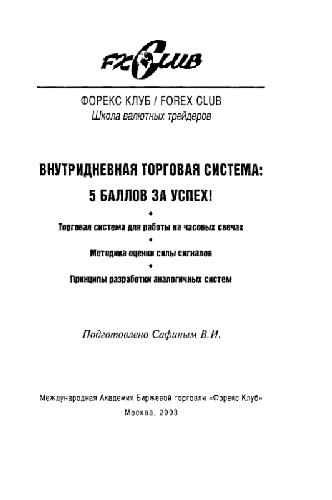 FX CLUB
ФОРЕКС КЛУБ / FOREX CLUB
Школа валютных трейдеров
ВНУТРИДНЕВНАЯ ТОРГОВАЯ СИСТЕМА:
5 БАЛЛОВ ЗА УСПЕХ!
Торговая система для работы на часовых свечах
Методика оценки силы сигналов
Принципы разработки аналогичных систем
Подготовлено Сафиным В.И.
Международная Академия Биржевой торговли «Форекс Клуб»
Москва, 2003